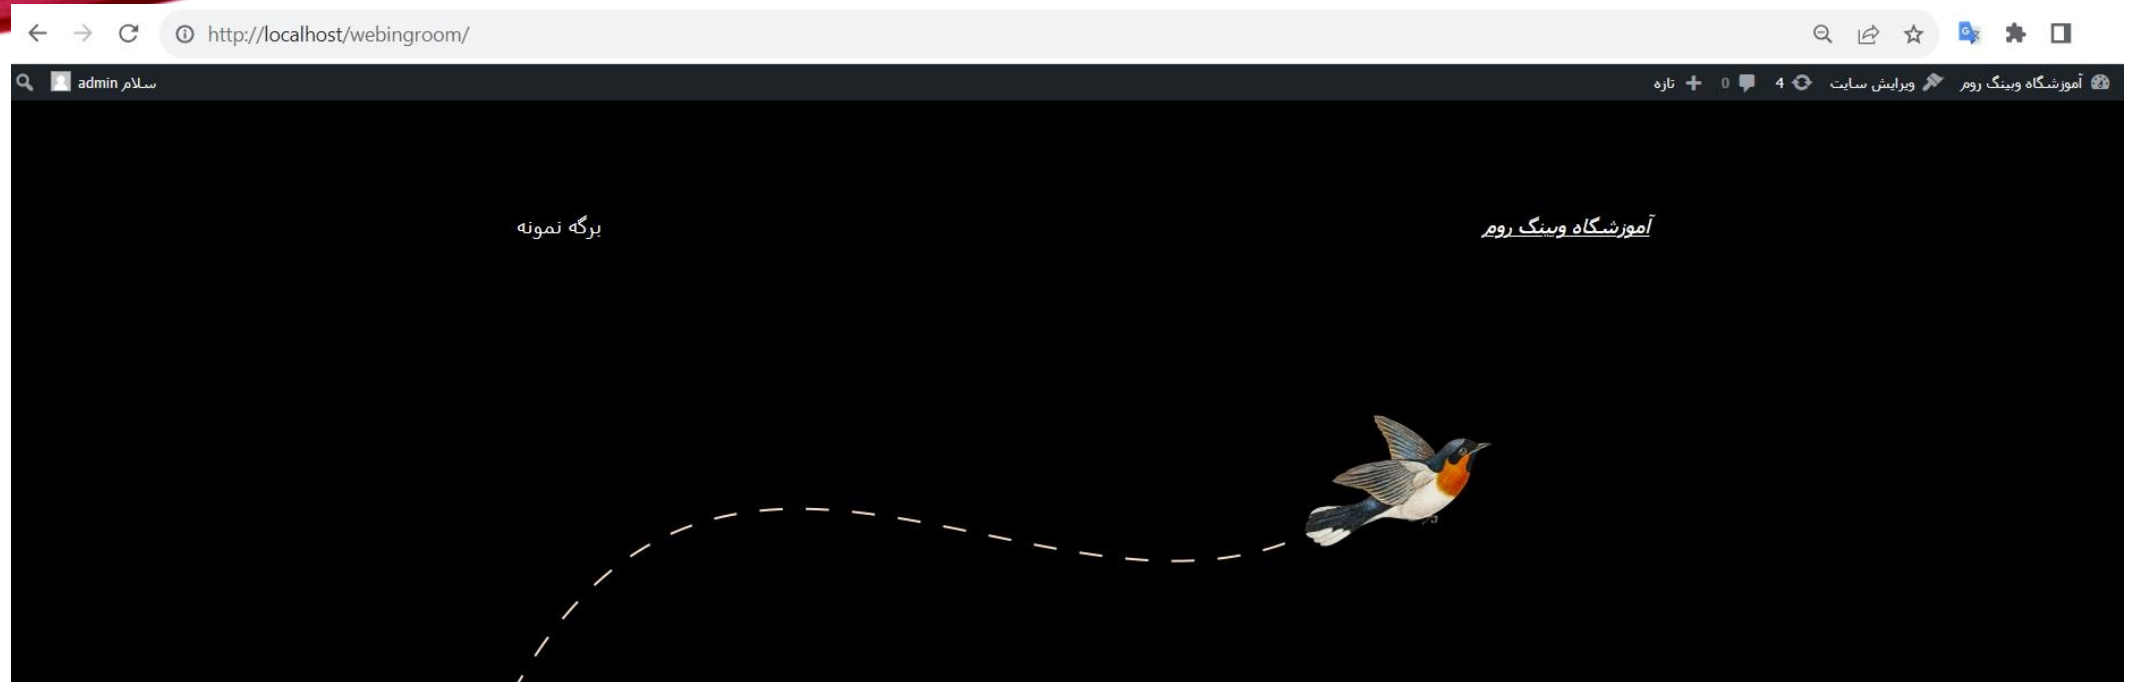 http://localhost/webingroom/
آموزشگاه وبینگ روم ویرایش سایت 4 0 تازه سلام admin
آموزشگاه وبینگ روم برگه نمونه